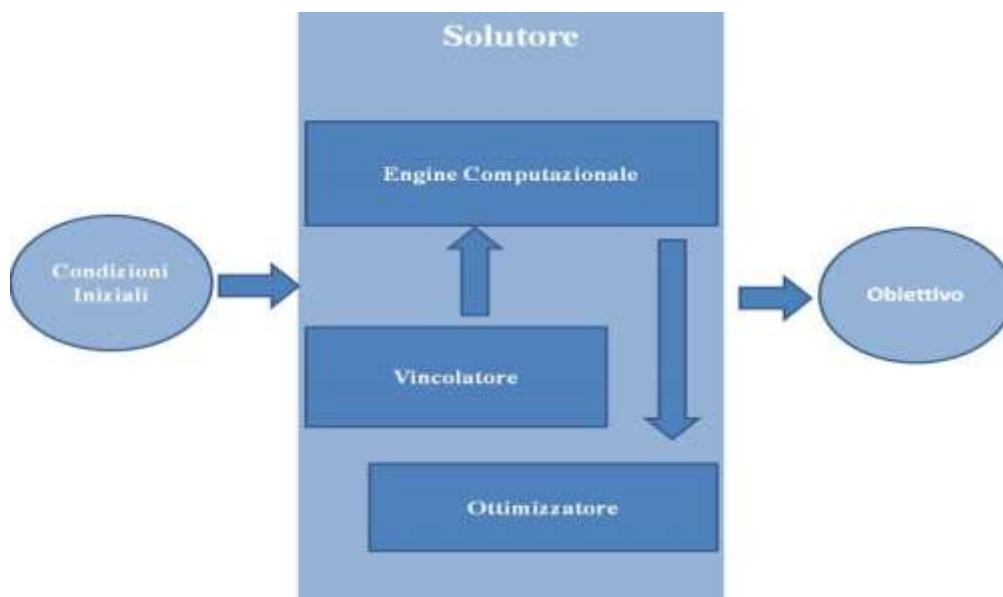 Solutore
Engine Computazionale
Condizioni
Iniziali
Obiettivo
Vincolatore
Ottimizzatore